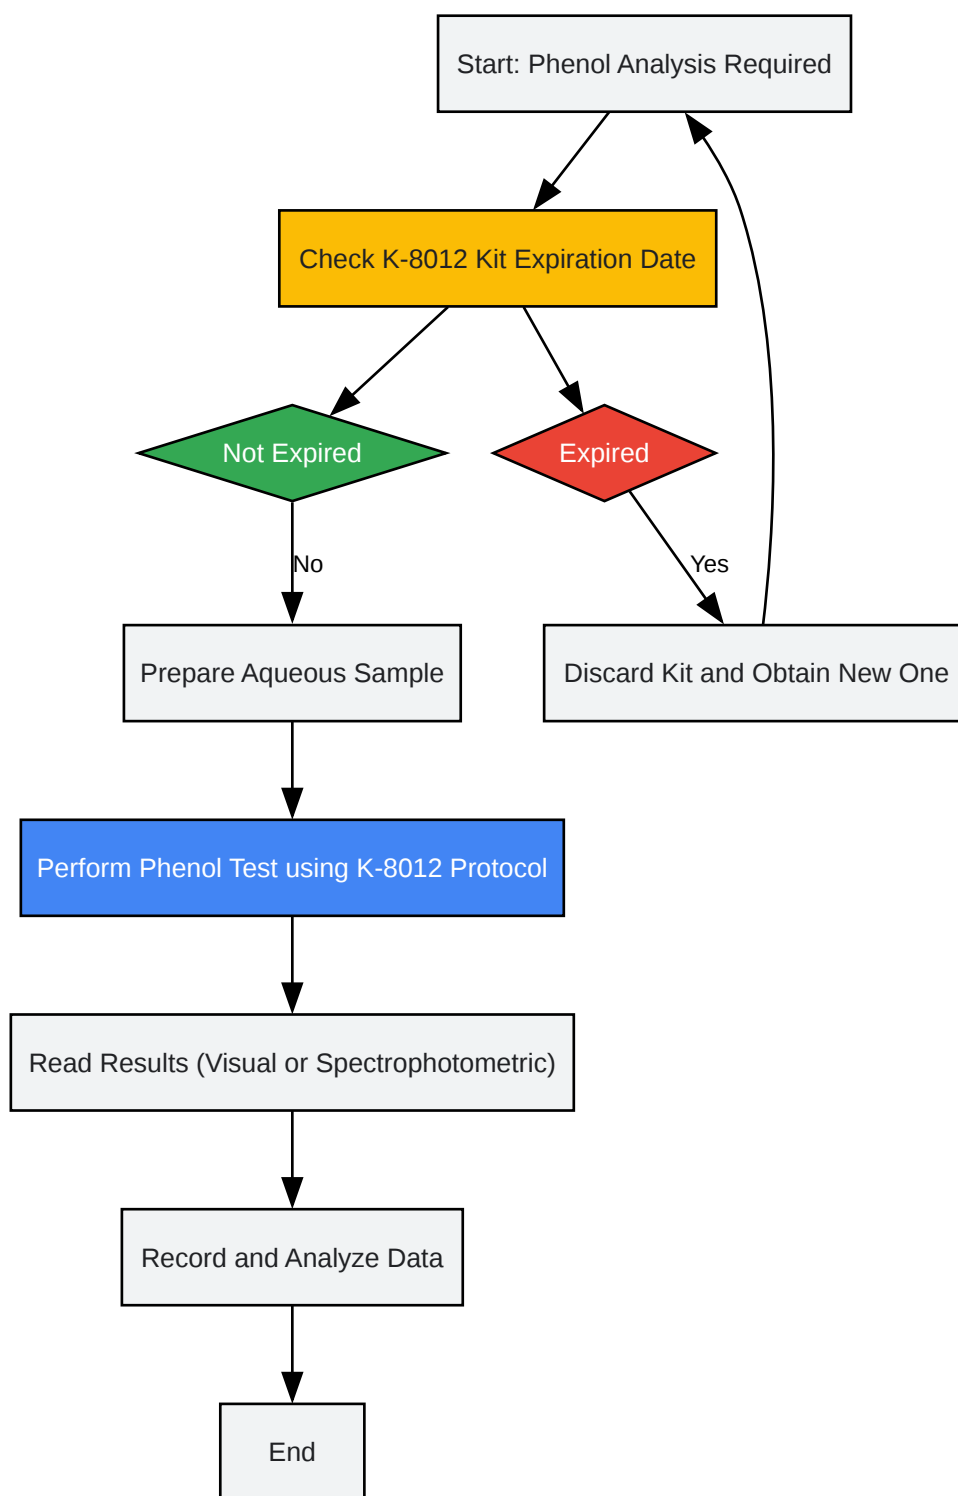 Start: Phenol Analysis Required
Check K-8012 Kit Expiration Date
Not Expired
Expired
No
Yes
Prepare Aqueous Sample
Discard Kit and Obtain New One
Perform Phenol Test using K-8012 Protocol
Read Results (Visual or Spectrophotometric)
Record and Analyze Data
End